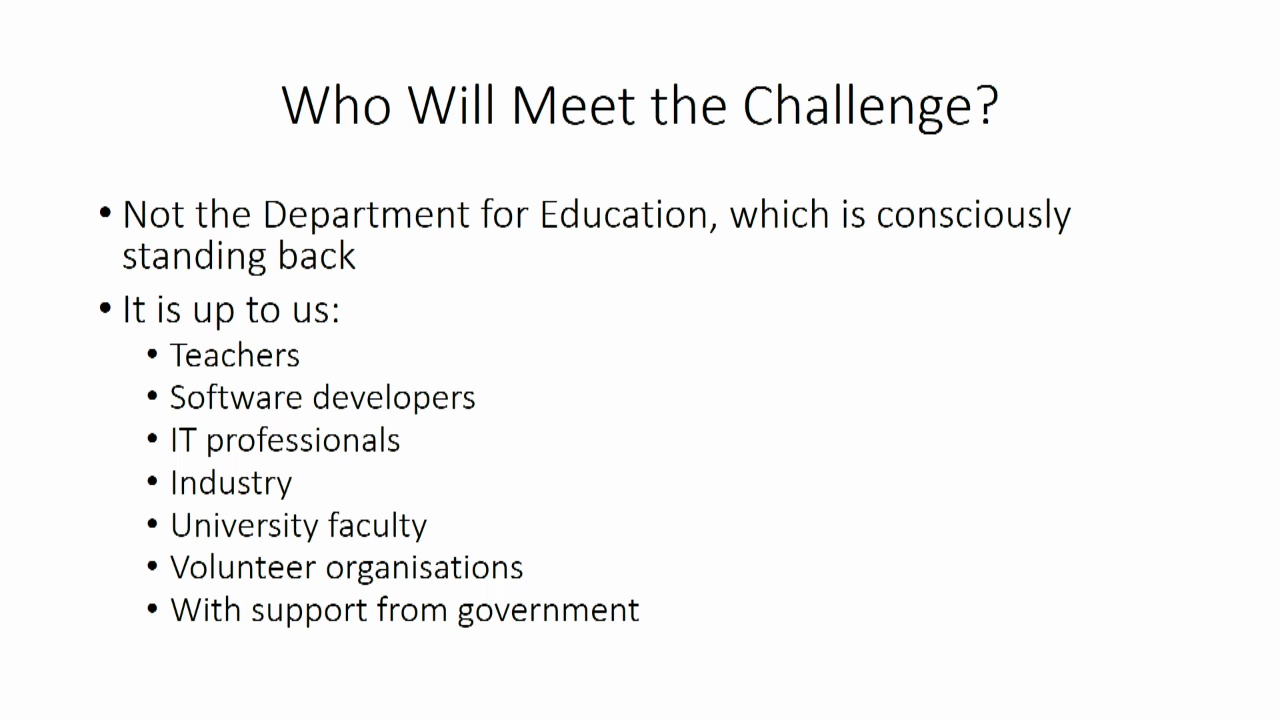 Who Will Meet the Challenge?
• Not the Department for Education, which is consciously
standing back
• It is up to us:
• Teachers
• Software developers
• IT professionals
• Industry
• University faculty
• Volunteer organisations
• With support from government